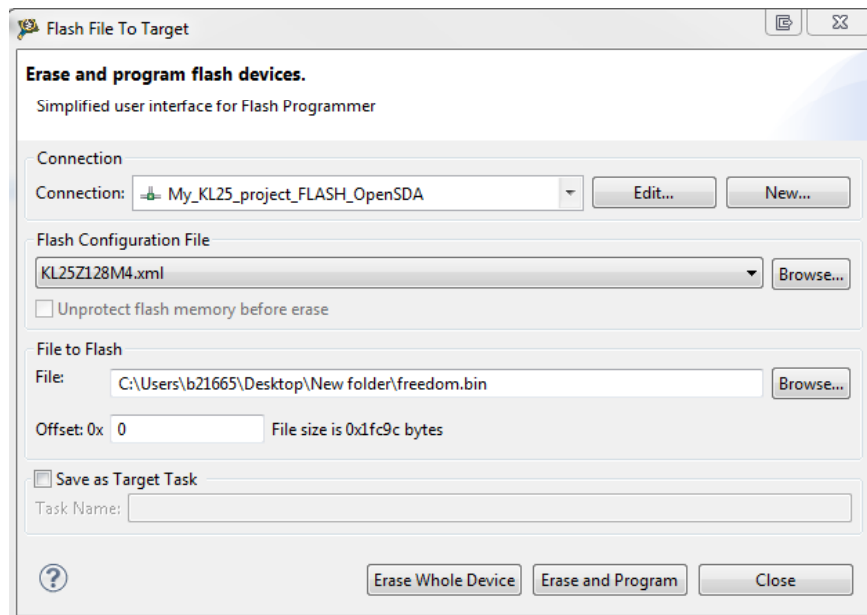 Flash File To Target
Erase and program flash devices.
Simplified user interface for Flash Programmer
Connection
Connection: My_KL25_project_FLASH_OpenSDA Edit... New...
Flash Configuration File
KL25Z128M4.xml Browse...
Unprotect flash memory before erase
File to Flash
File: C:\Users\b21665\Desktop\New folder\freedom.bin Browse...
Offset: 0x 0 File size is 0x1fc9c bytes
Save as Target Task
Task Name:
? Erase Whole Device Erase and Program Close